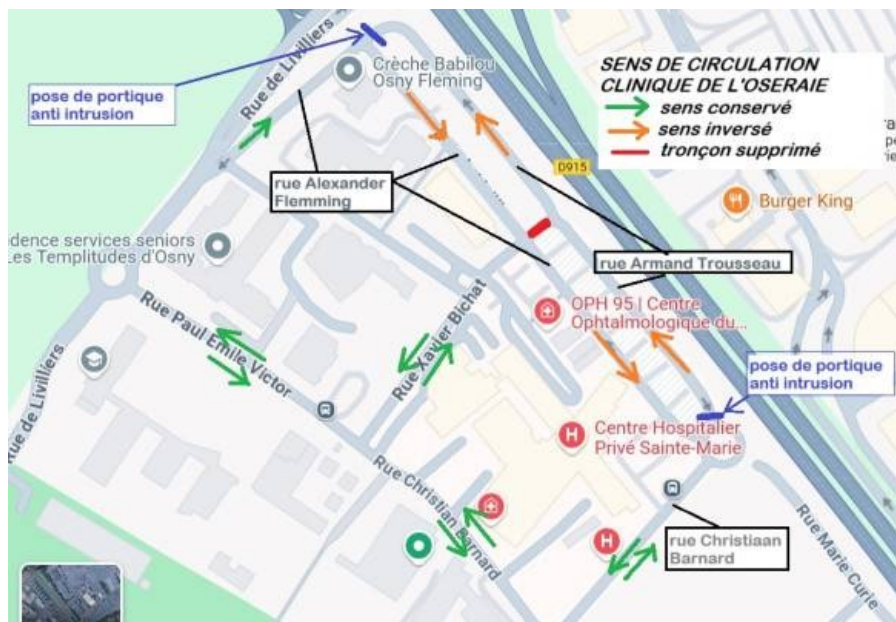 Rue de Livilliers
Crèche Babilou
Osny Fleming
pose de portique
anti intrusion
SENS DE CIRCULATION
CLINIQUE DE L'OSERAIE
sens conservé
sens inversé
tronçon supprimé
D915
Burger King
rue Alexander
Flemming
dence services seniors
Les Templitudes d'Osny
rue Armand Trousseau
OPH 95 | Centre
Ophtalmologique du...
Rue Xavier Bichat
Rue Paul Emile Victor
Rue de Livilliers
pose de portique
anti intrusion
Centre Hospitalier
Privé Sainte-Marie
Rue Christian Barnard
rue Christiaan
Barnard
Rue Marie Curie
H
H